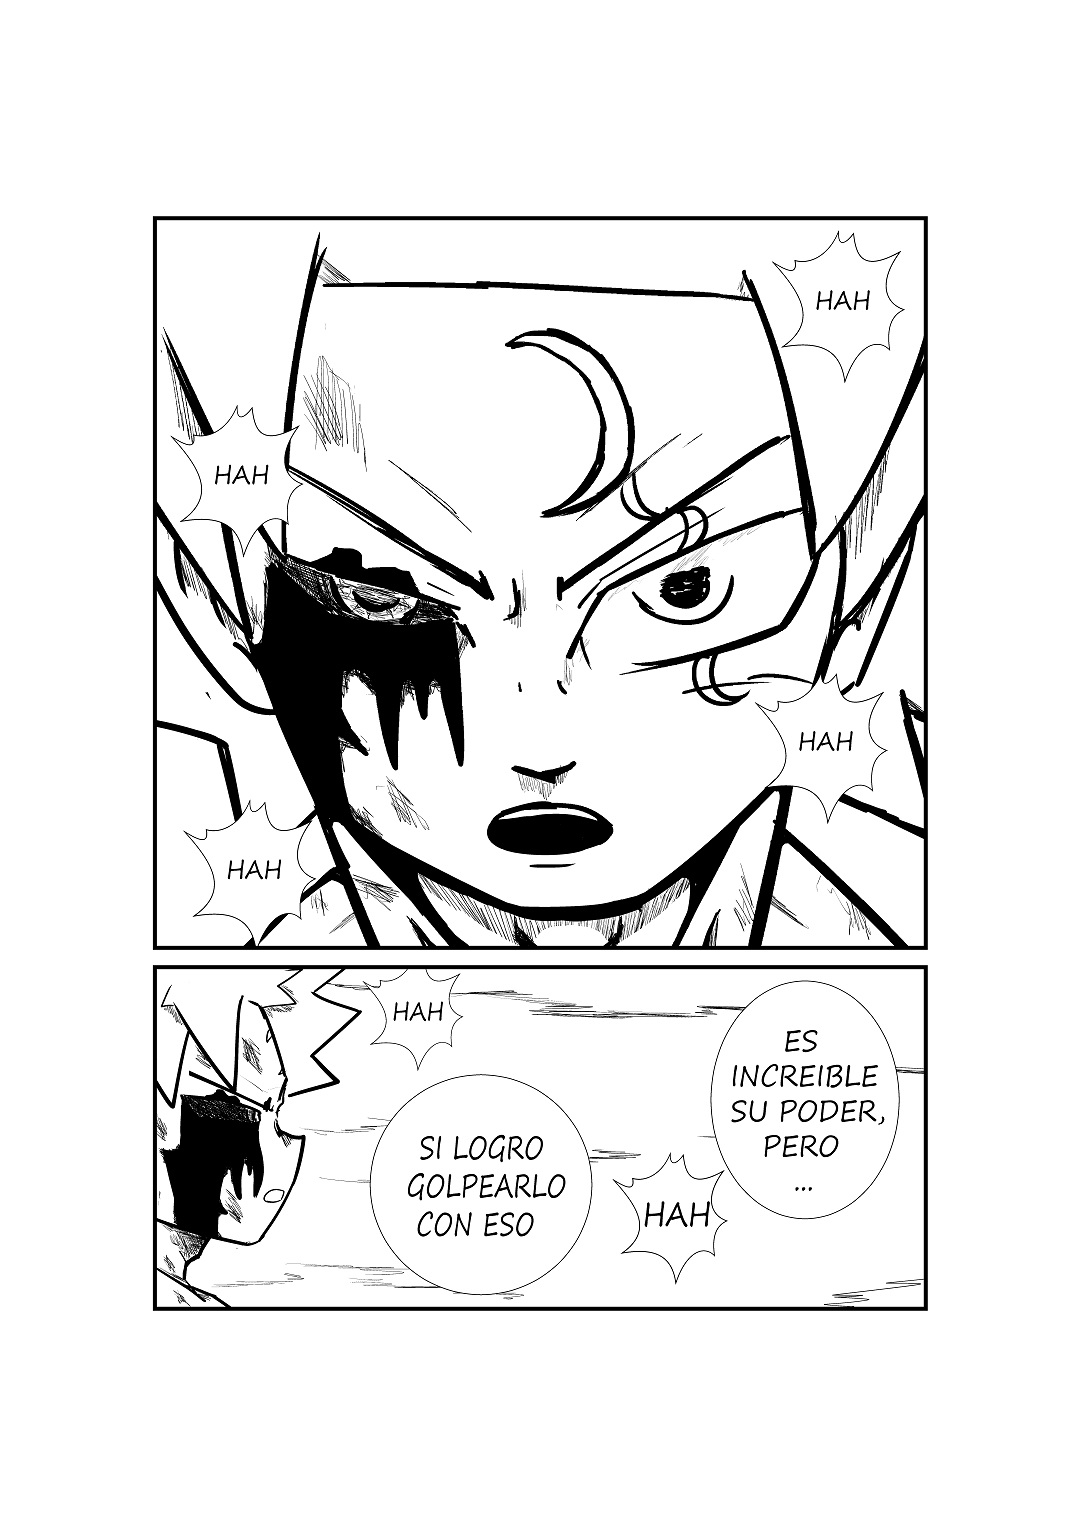 HAH
HAH
HAH
HAH
HAH
ES
INCREIBLE
SU PODER,
PERO
...
SI LOGRO
GOLPEARLO
CON ESO
HAH